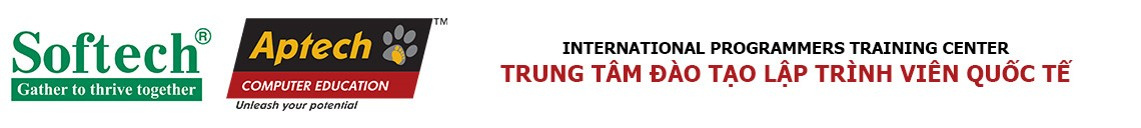 Softech®
Gather to thrive together
Aptech™
COMPUTER EDUCATION
Unleash your potential
INTERNATIONAL PROGRAMMERS TRAINING CENTER
TRUNG TÂM ĐÀO TẠO LẬP TRÌNH VIÊN QUỐC TẾ